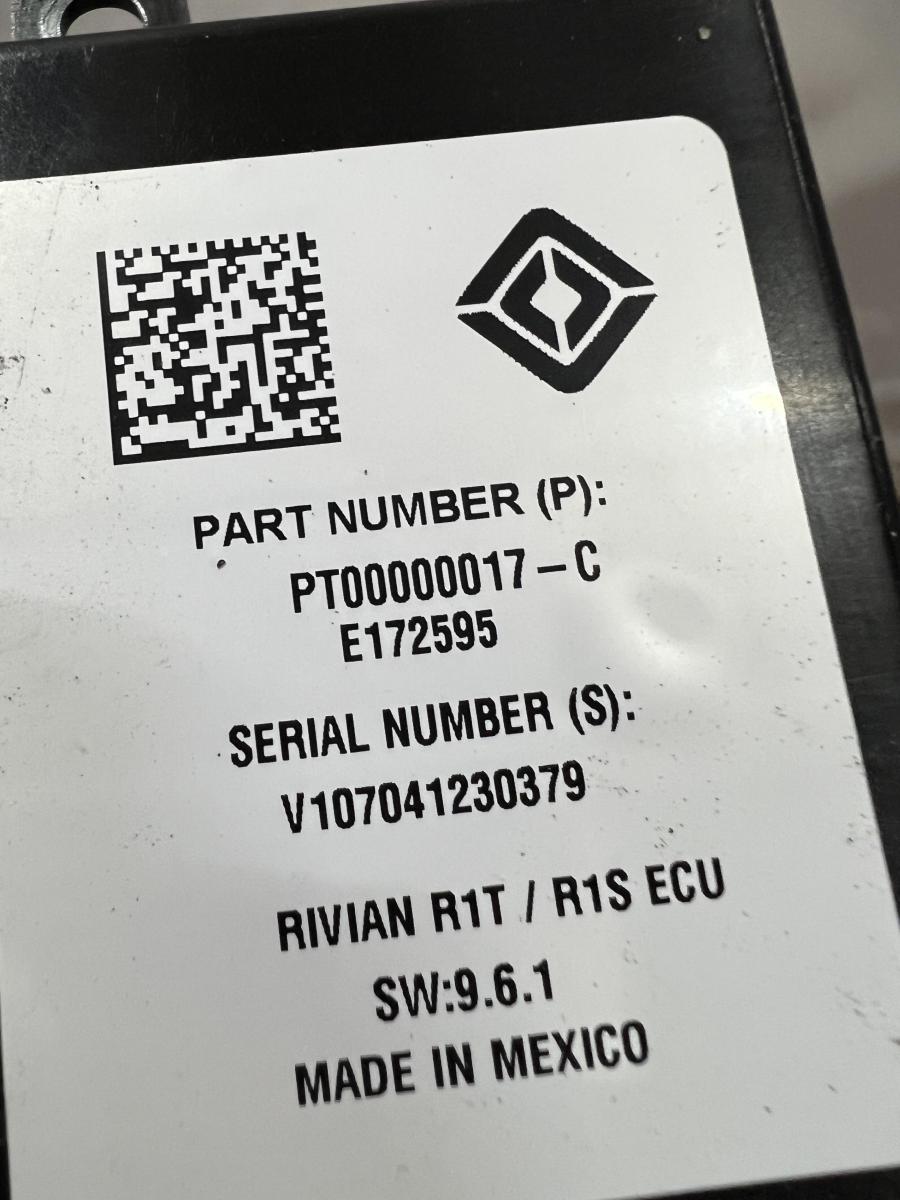 PART NUMBER (P):
PT00000017-C
E172595
SERIAL NUMBER (S):
V107041230379
RIVIAN R1T / R1S ECU
SW:9.6.1
MADE IN MEXICO